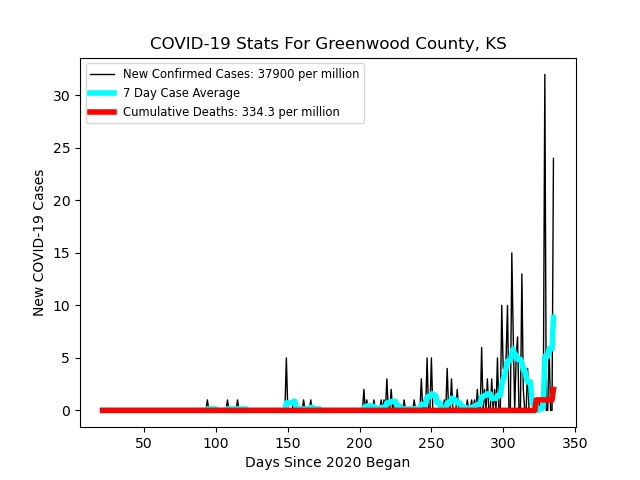 COVID-19 Stats For Greenwood County, KS
New Confirmed Cases: 37900 per million
7 Day Case Average
Cumulative Deaths: 334.3 per million
New COVID-19 Cases
30
25
20
15
10
5
0
50 100 150 200 250 300 350
Days Since 2020 Began